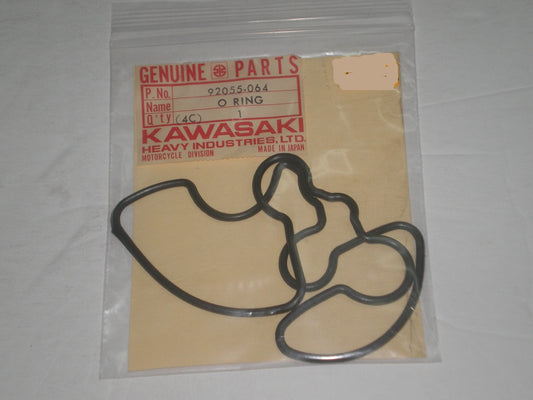 GENUINE PARTS
P. No. 92055-064
Name O RING
Q'ty (4C) 1
KAWASAKI
HEAVY INDUSTRIES, LTD.
MOTORCYCLE DIVISION MADE IN JAPAN